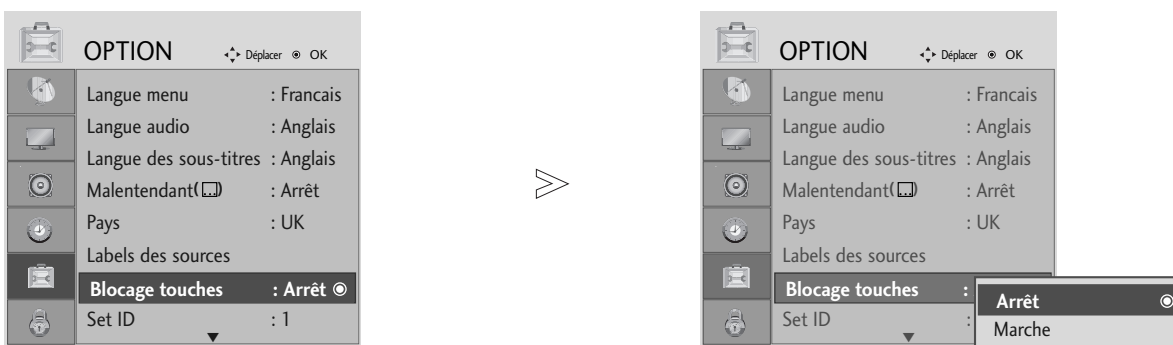 OPTION Déplacer OK
Langue menu : Francais
Langue audio : Anglais
Langue des sous-titres : Anglais
Malentendant( ) : Arrêt
Pays : UK
Labels des sources
Blocage touches : Arrêt
Set ID : 1
OPTION Déplacer OK
Langue menu : Francais
Langue audio : Anglais
Langue des sous-titres : Anglais
Malentendant( ) : Arrêt
Pays : UK
Labels des sources
Blocage touches :
Set ID :
Arrêt
Marche